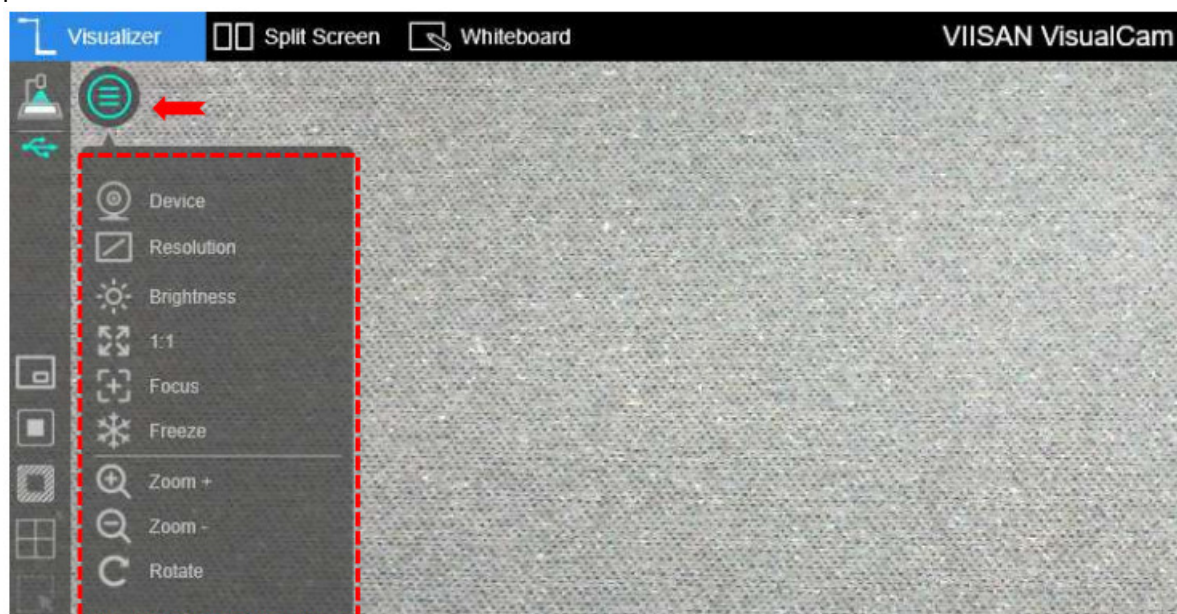 Visualizer Split Screen Whiteboard VIISAN VisualCam
Device
Resolution
Brightness
1:1
Focus
Freeze
Zoom +
Zoom -
Rotate